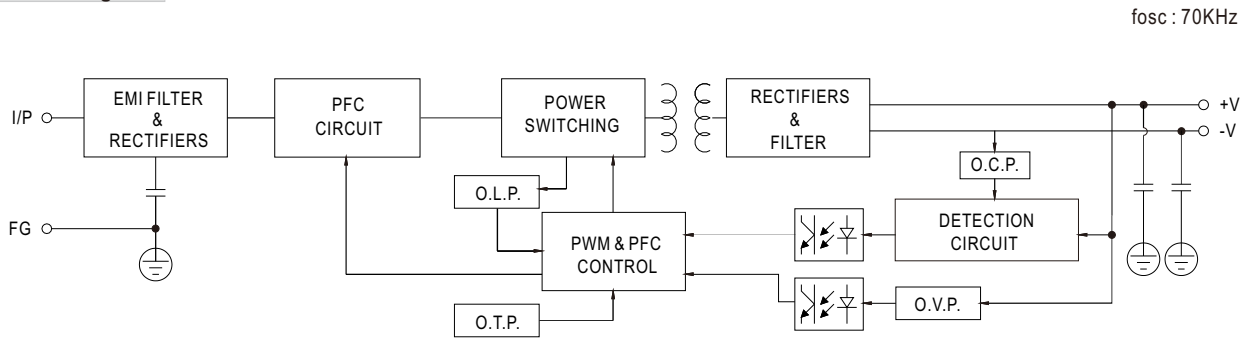 fosc : 70KHz
I/P
EMI FILTER
&
RECTIFIERS
PFC
CIRCUIT
POWER
SWITCHING
RECTIFIERS
&
FILTER
+V
-V
O.C.P.
O.L.P.
FG
PWM & PFC
CONTROL
DETECTION
CIRCUIT
O.T.P.
O.V.P.